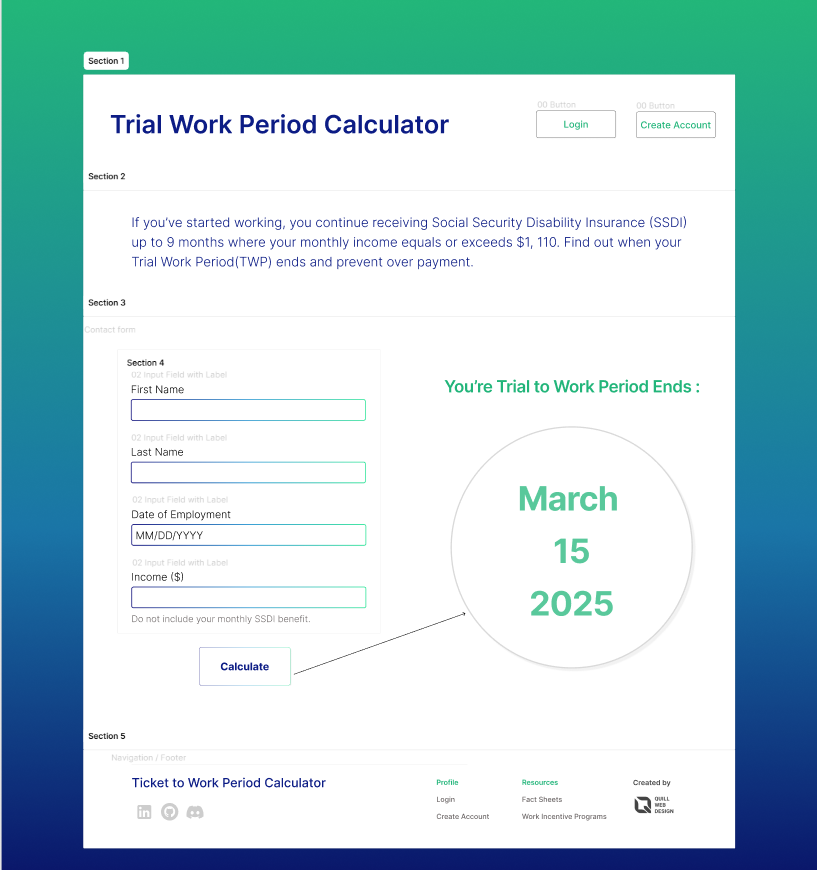 Section 1
Trial Work Period Calculator
00 Button
Login
00 Button
Create Account
Section 2
If you’ve started working, you continue receiving Social Security Disability Insurance (SSDI)
up to 9 months where your monthly income equals or exceeds $1, 110. Find out when your
Trial Work Period(TWP) ends and prevent over payment.
Section 3
Contact form
Section 4
02 Input Field with Label
First Name
02 Input Field with Label
Last Name
02 Input Field with Label
Date of Employment
MM/DD/YYYY
02 Input Field with Label
Income ($)
Do not include your monthly SSDI benefit.
Calculate
You’re Trial to Work Period Ends :
March
15
2025
Section 5
Navigation / Footer
Ticket to Work Period Calculator
in
Profile
Login
Create Account
Resources
Fact Sheets
Work Incentive Programs
Created by
QUILL
WEB
DESIGN